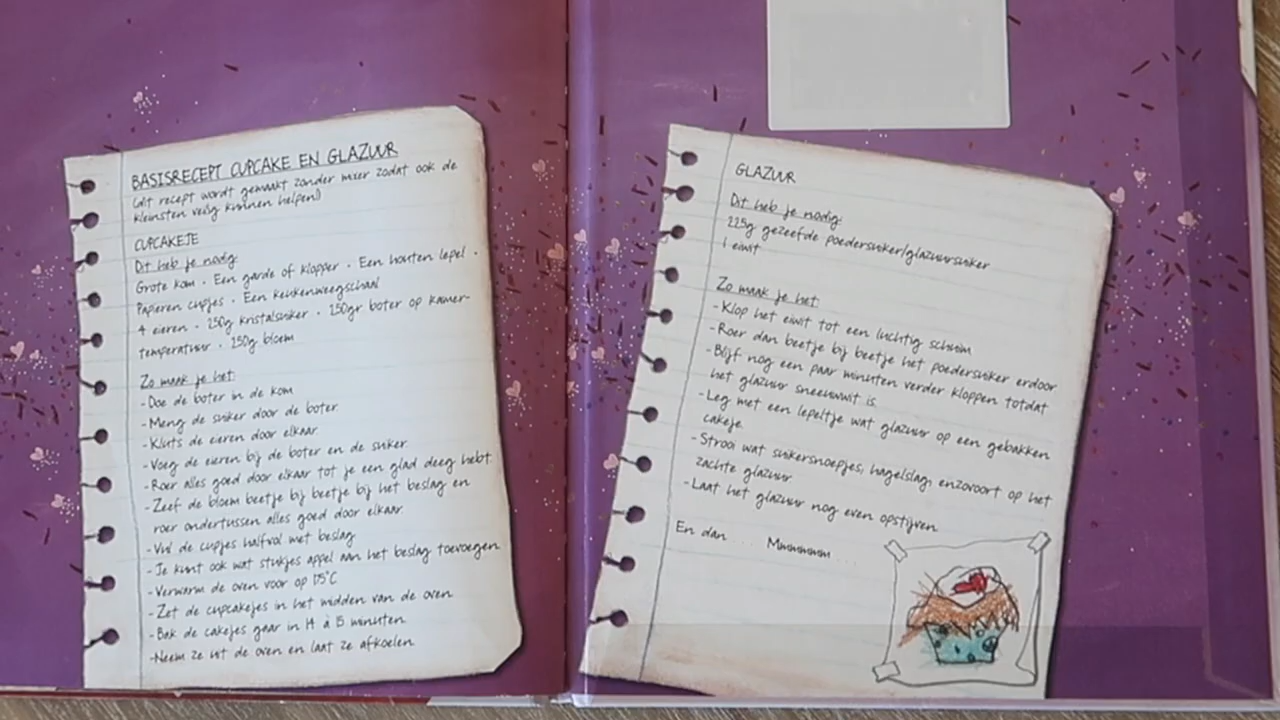 BASISRECEPT CUPCAKE EN GLAZUUR
(dit recept wordt gemaakt zonder mixer zodat ook de
kleinsten veilig kunnen helpen!)
CUPCAKEJE
Dit heb je nodig:
Grote kom · Een garde of klopper · Een houten lepel ·
Papieren cupjes · Een keukenweegschaal
4 eieren · 250g kristalsuiker · 250gr boter op kamer-
temperatuur · 250g bloem
Zo maak je het:
- Doe de boter in de kom
- Meng de suiker door de boter
- Kluts de eieren door elkaar
- Voeg de eieren bij de boter en de suiker
- Roer alles goed door elkaar tot je een glad deeg hebt.
- Zeef de bloem beetje bij beetje bij het beslag en
roer ondertussen alles goed door elkaar
- Vul de cupjes halfvol met beslag
- Je kunt ook wat stukjes appel aan het beslag toevoegen
- Verwarm de oven voor op 175°C
- Zet de cupcakejes in het midden van de oven
- Bak de cakejes gaar in 14 à 15 minuten
- Neem ze uit de oven en laat ze afkoelen
GLAZUUR
Dit heb je nodig:
225g gezeefde poedersuiker/glazuursuiker
1 eiwit
Zo maak je het:
- Klop het eiwit tot een luchtig schuim
- Roer dan beetje bij beetje het poedersuiker erdoor
- Blijf nog een paar minuten verder kloppen totdat
het glazuur sneeuwwit is
- Leg met een lepeltje wat glazuur op een gebakken
cakeje.
- Strooi wat suikersnoepjes, hagelslag, enzovoort op het
zachte glazuur
- Laat het glazuur nog even opstijven
En dan .... Mmmmmm....